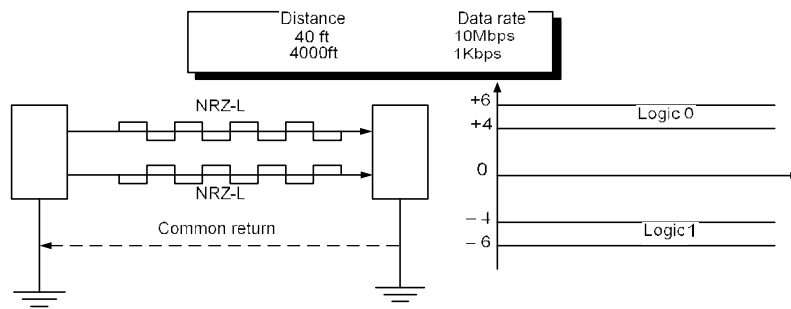 Distance Data rate
40 ft 10Mbps
4000ft 1Kbps
NRZ-L
NRZ-L
Common return
+6
Logic 0
+4
0
– 4
Logic 1
– 6